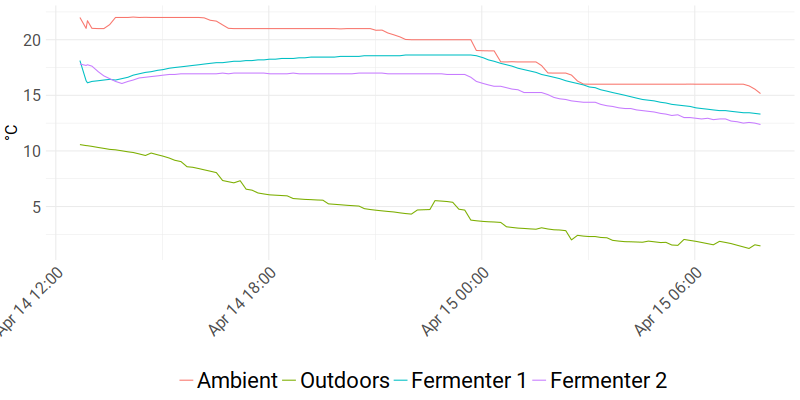 20
15
10
5
°C
Apr 14 12:00
Apr 14 18:00
Apr 15 00:00
Apr 15 06:00
Ambient Outdoors Fermenter 1 Fermenter 2